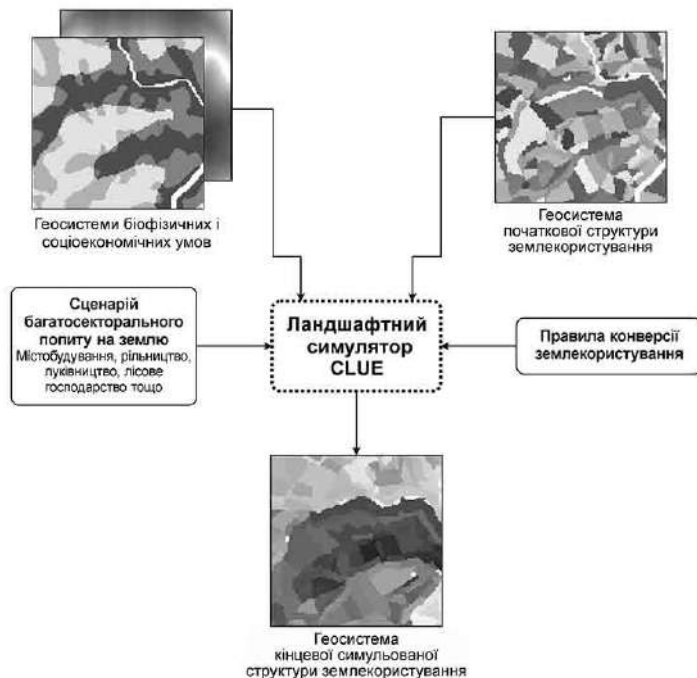 Геосистеми біофізичних і
соціоекономічних умов
Геосистема
початкової структури
землекористування
Сценарій
багатосекторального
попиту на землю
Містобудування, рільництво,
луківництво, лісове
господарство тощо
Ландшафтний
симулятор
CLUE
Правила конверсії
землекористування
Геосистема
кінцевої симульованої
структури землекористування